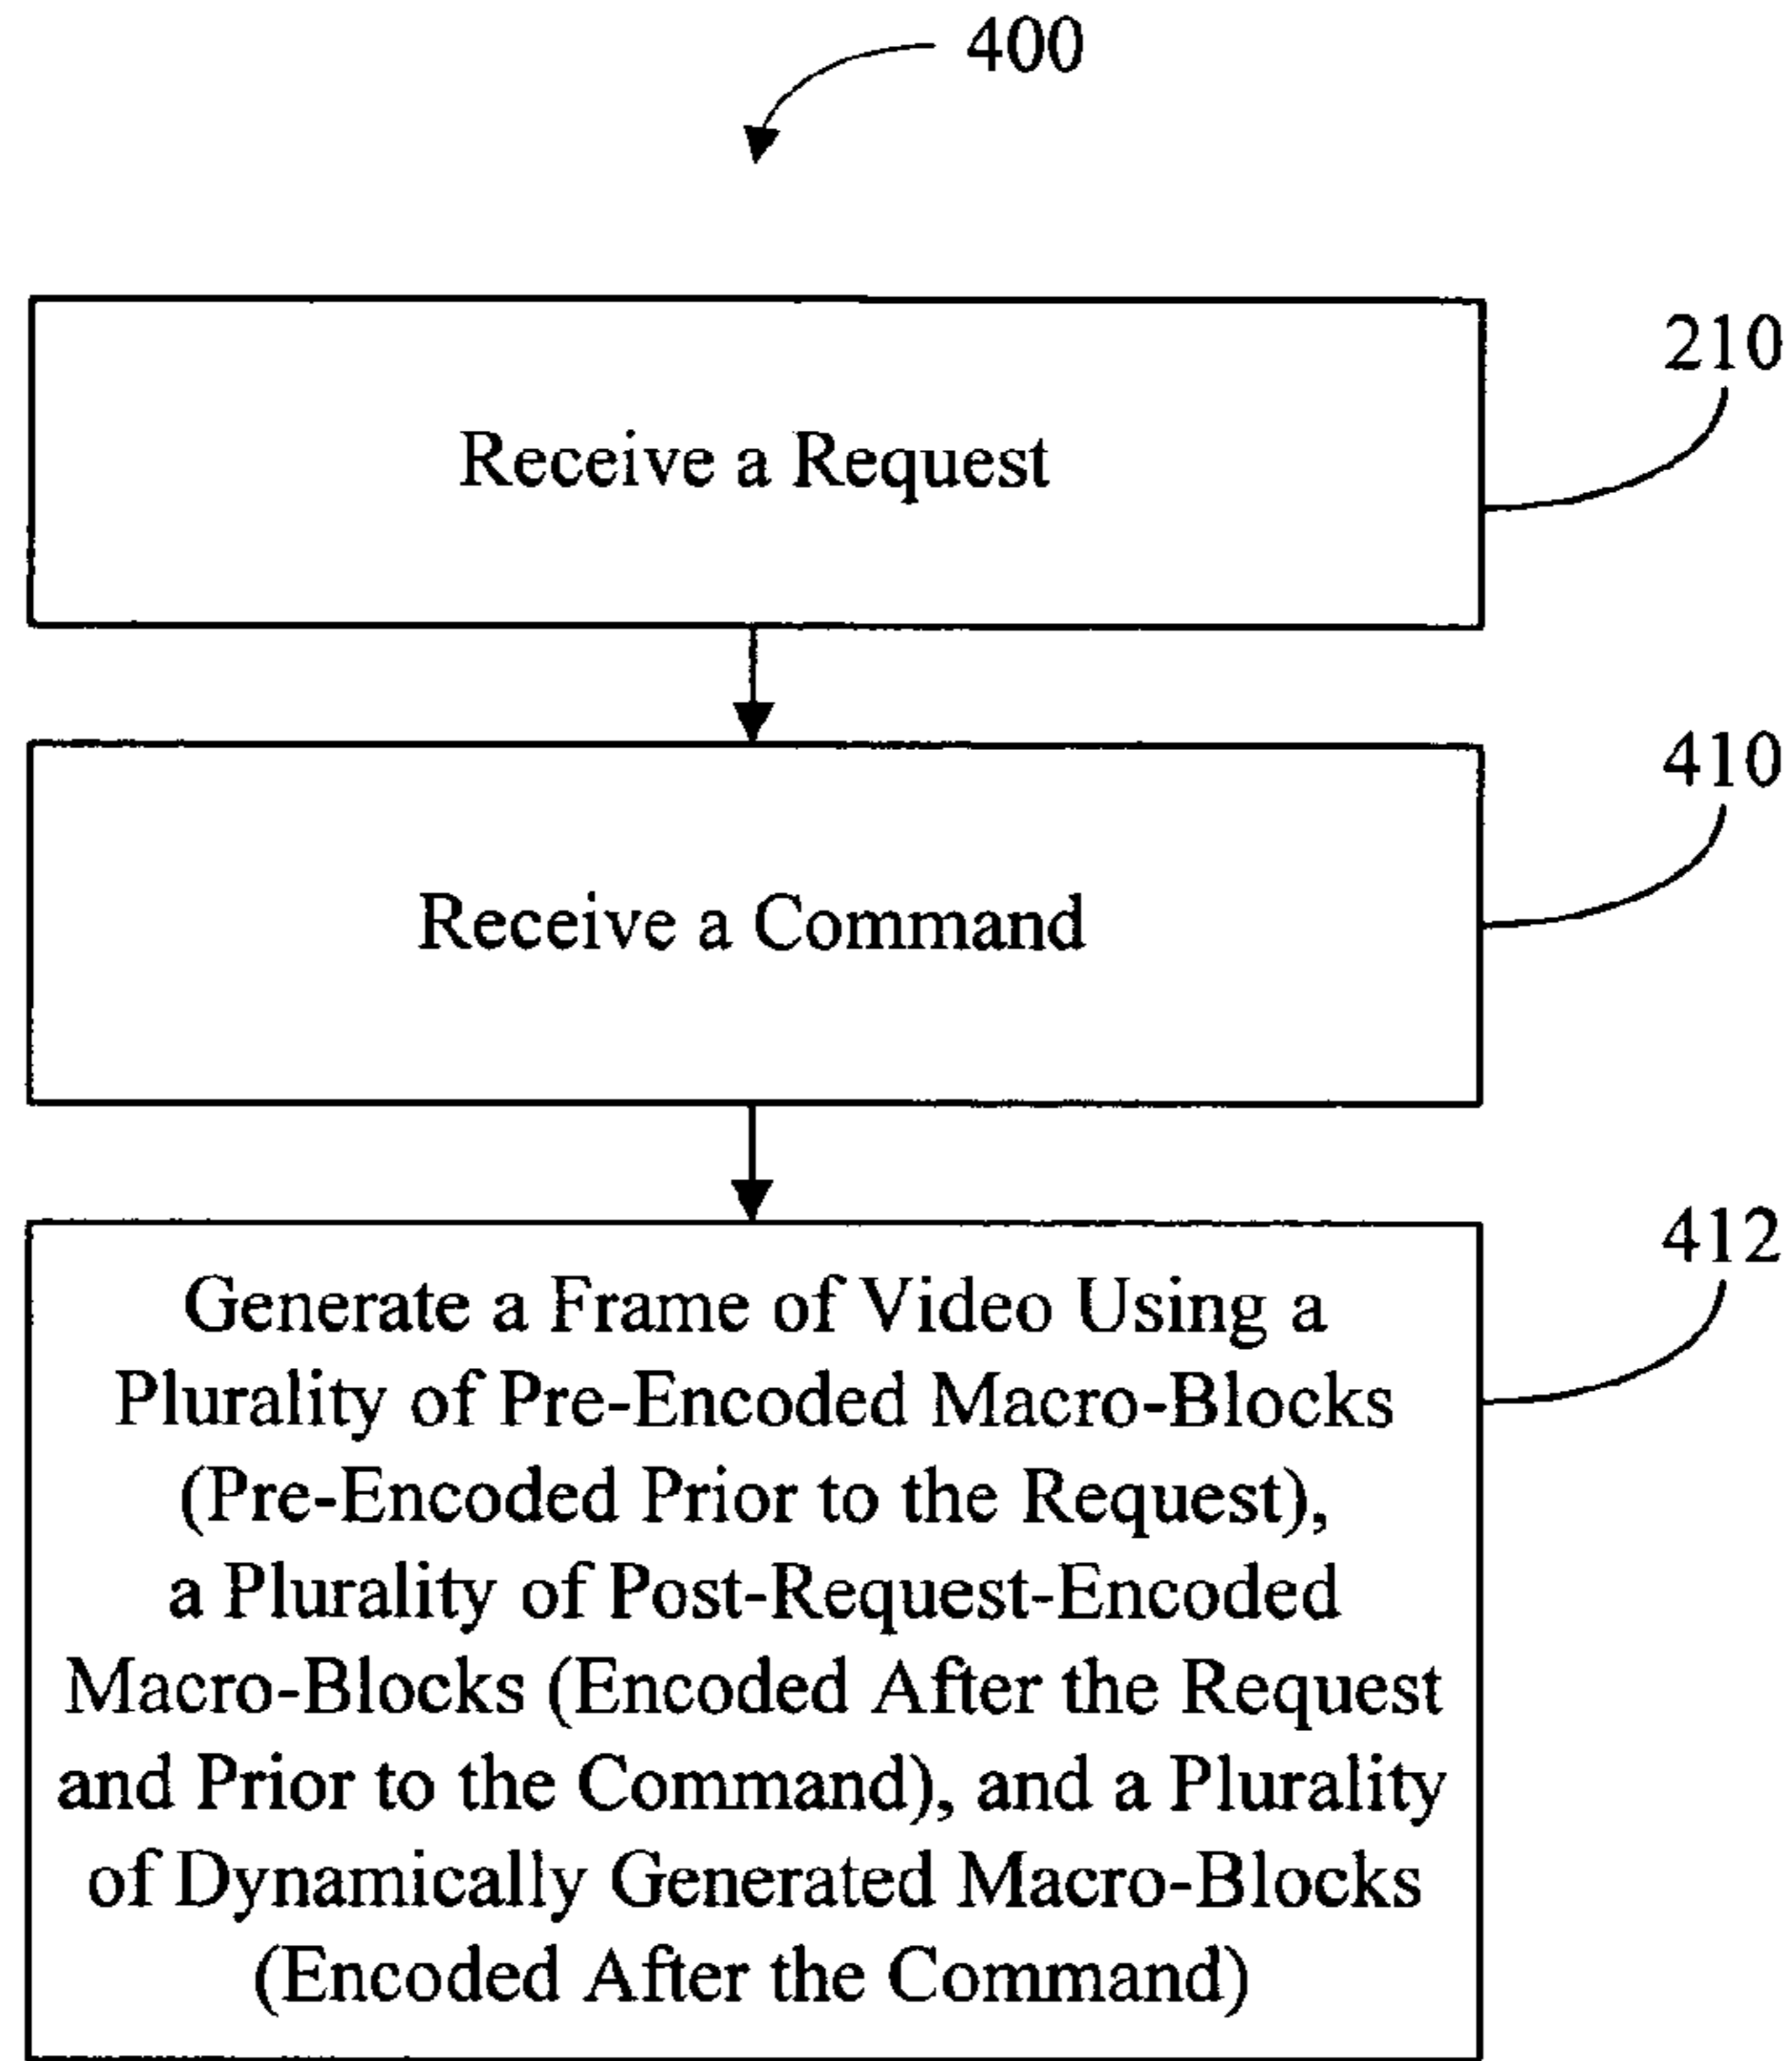 400
210
Receive a Request
410
Receive a Command
412
Generate a Frame of Video Using a
Plurality of Pre-Encoded Macro-Blocks
(Pre-Encoded Prior to the Request),
a Plurality of Post-Request-Encoded
Macro-Blocks (Encoded After the Request
and Prior to the Command), and a Plurality
of Dynamically Generated Macro-Blocks
(Encoded After the Command)